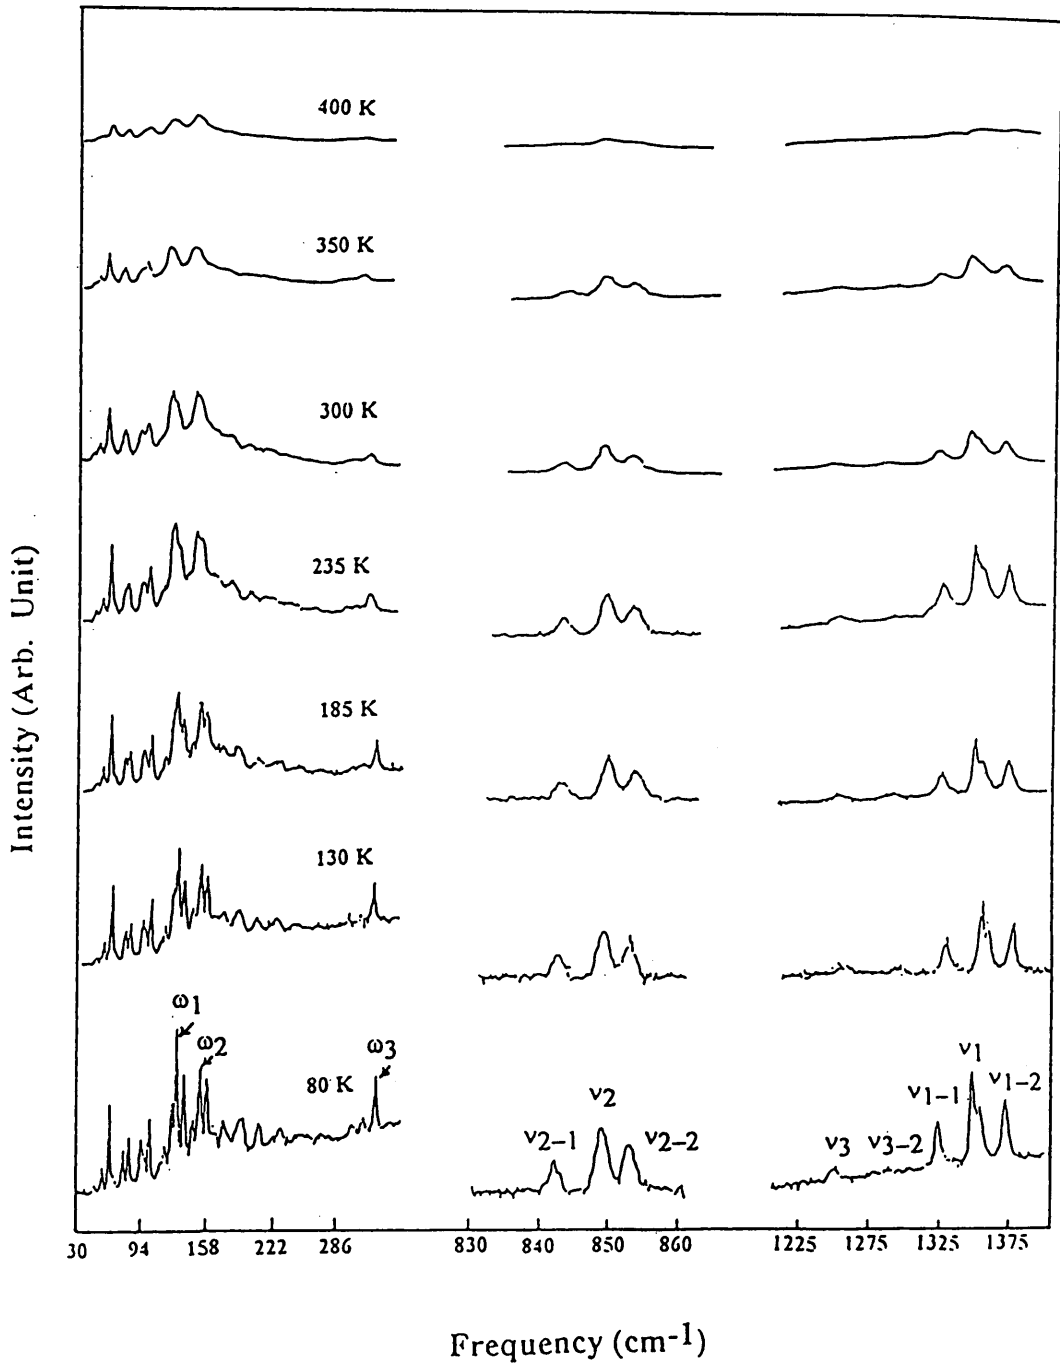 400 K
350 K
300 K
235 K
185 K
130 K
80 K
ω1
ω2
ω3
ν2-1
ν2
ν2-2
ν3
ν3-2
ν1-1
ν1
ν1-2
30 94 158 222 286 830 840 850 860 1225 1275 1325 1375
Intensity (Arb. Unit)
Frequency (cm-1)